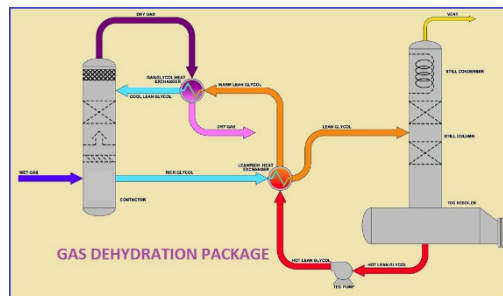 DRY GAS
VENT
GAS/GLYCOL HEAT
EXCHANGER
STILL CONDENSER
WARM LEAN GLYCOL
COOL LEAN GLYCOL
DRY GAS
LEAN GLYCOL
STILL COLUMN
LEAN/RICH HEAT
EXCHANGER
WET GAS
RICH GLYCOL
CONTACTOR
TEG REBOILER
GAS DEHYDRATION PACKAGE
HOT LEAN GLYCOL
HOT LEAN GLYCOL
TEG PUMP